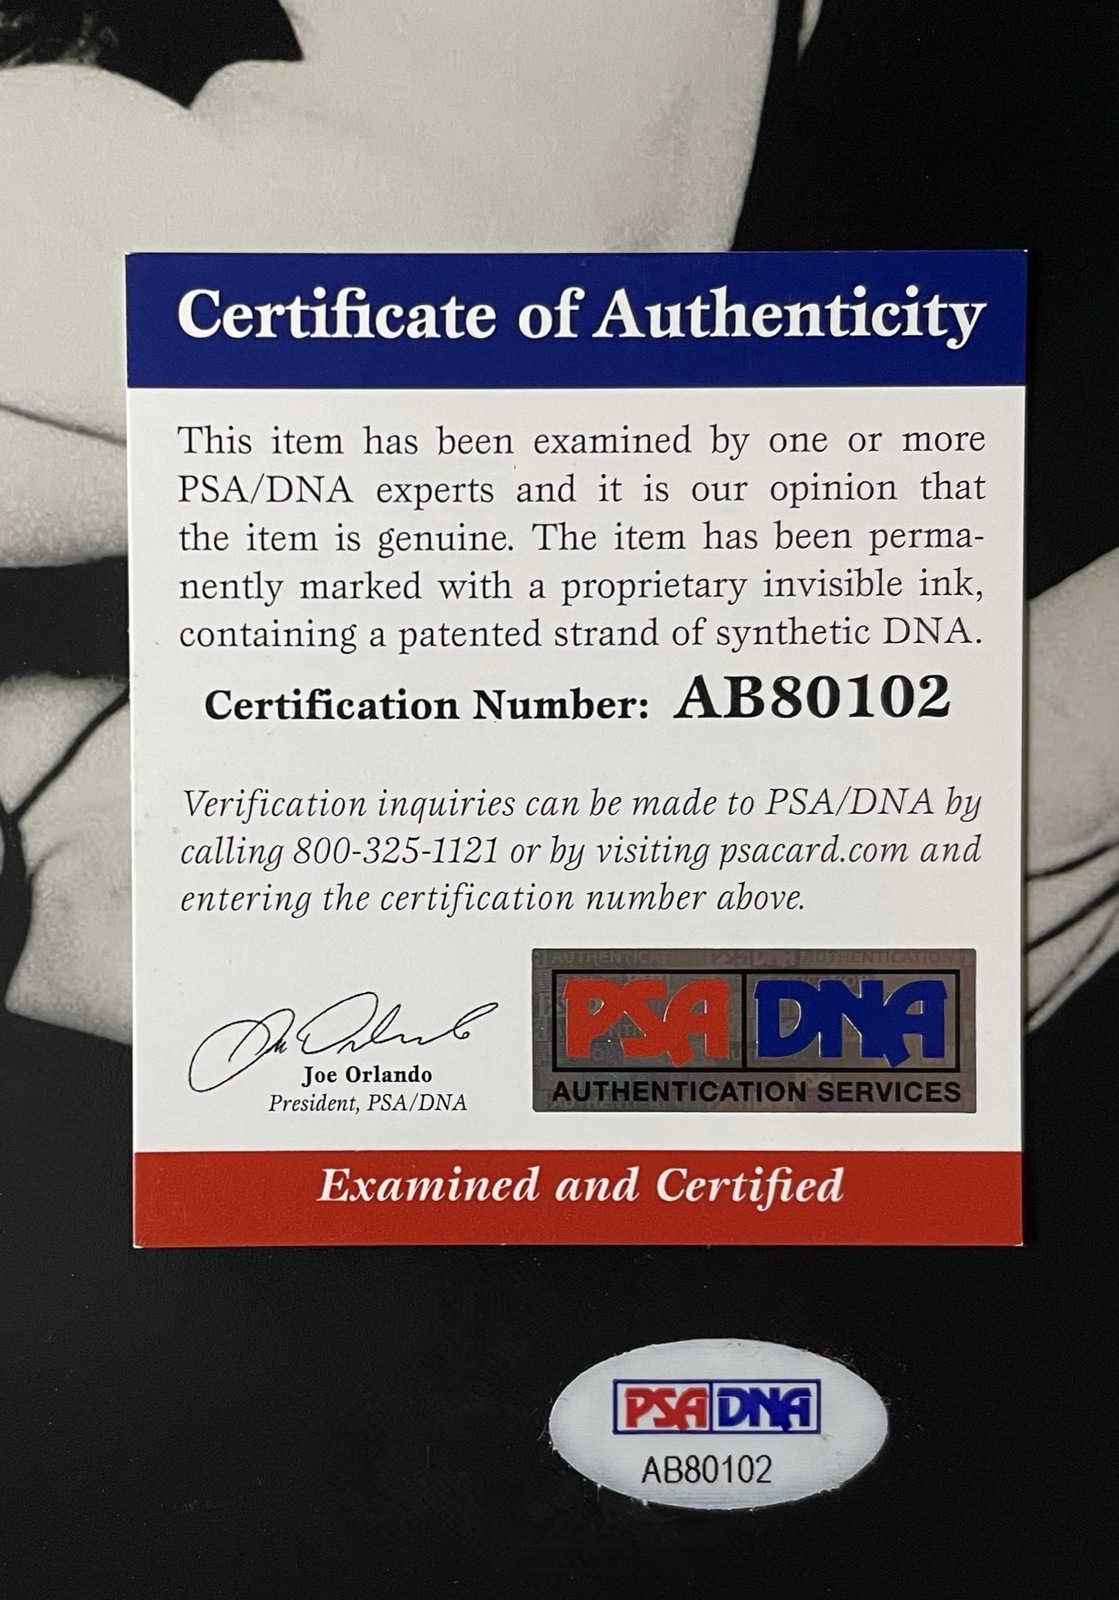 Certificate of Authenticity
This item has been examined by one or more
PSA/DNA experts and it is our opinion that
the item is genuine. The item has been perma-
nently marked with a proprietary invisible ink,
containing a patented strand of synthetic DNA.
Certification Number: AB80102
Verification inquiries can be made to PSA/DNA by
calling 800-325-1121 or by visiting psacard.com and
entering the certification number above.
Joe Orlando
President, PSA/DNA
PSA DNA
AUTHENTICATION SERVICES
Examined and Certified
PSA DNA
AB80102